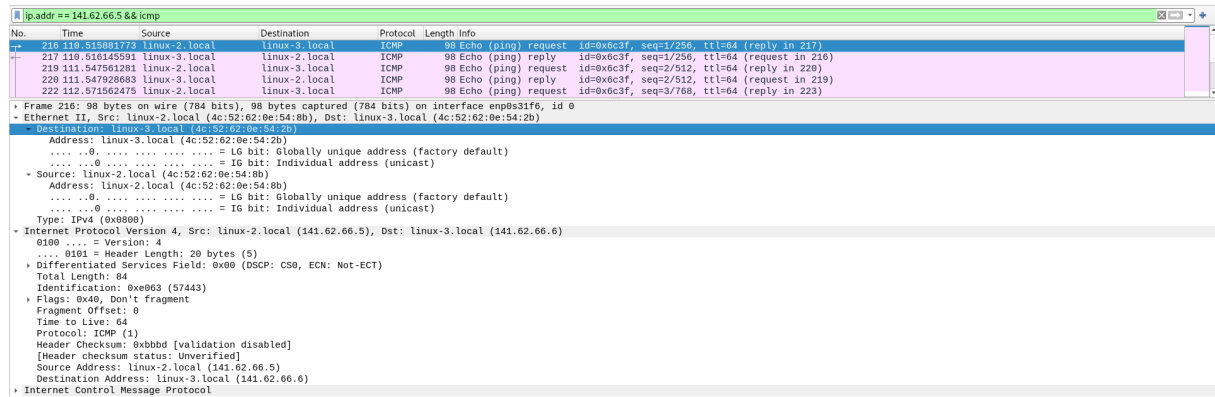 ip.addr == 141.62.66.5 && icmp
No. Time Source Destination Protocol Length Info
216 110.515881773 linux-2.local linux-3.local ICMP 98 Echo (ping) request id=0x6c3f, seq=1/256, ttl=64 (reply in 217)
217 110.516145591 linux-3.local linux-2.local ICMP 98 Echo (ping) reply id=0x6c3f, seq=1/256, ttl=64 (request in 216)
219 111.547561281 linux-2.local linux-3.local ICMP 98 Echo (ping) request id=0x6c3f, seq=2/512, ttl=64 (reply in 220)
220 111.547928683 linux-3.local linux-2.local ICMP 98 Echo (ping) reply id=0x6c3f, seq=2/512, ttl=64 (request in 219)
222 112.571562475 linux-2.local linux-3.local ICMP 98 Echo (ping) request id=0x6c3f, seq=3/768, ttl=64 (reply in 223)
Frame 216: 98 bytes on wire (784 bits), 98 bytes captured (784 bits) on interface enp0s31f6, id 0
Ethernet II, Src: linux-2.local (4c:52:62:0e:54:8b), Dst: linux-3.local (4c:52:62:0e:54:2b)
Destination: linux-3.local (4c:52:62:0e:54:2b)
Address: linux-3.local (4c:52:62:0e:54:2b)
.... ..0. .... .... .... .... = LG bit: Globally unique address (factory default)
.... ...0 .... .... .... .... = IG bit: Individual address (unicast)
Source: linux-2.local (4c:52:62:0e:54:8b)
Address: linux-2.local (4c:52:62:0e:54:8b)
.... ..0. .... .... .... .... = LG bit: Globally unique address (factory default)
.... ...0 .... .... .... .... = IG bit: Individual address (unicast)
Type: IPv4 (0x0800)
Internet Protocol Version 4, Src: linux-2.local (141.62.66.5), Dst: linux-3.local (141.62.66.6)
0100 .... = Version: 4
.... 0101 = Header Length: 20 bytes (5)
Differentiated Services Field: 0x00 (DSCP: CS0, ECN: Not-ECT)
Total Length: 84
Identification: 0xe063 (57443)
Flags: 0x40, Don't fragment
Fragment Offset: 0
Time to Live: 64
Protocol: ICMP (1)
Header Checksum: 0xbbbd [validation disabled]
[Header checksum status: Unverified]
Source Address: linux-2.local (141.62.66.5)
Destination Address: linux-3.local (141.62.66.6)
Internet Control Message Protocol